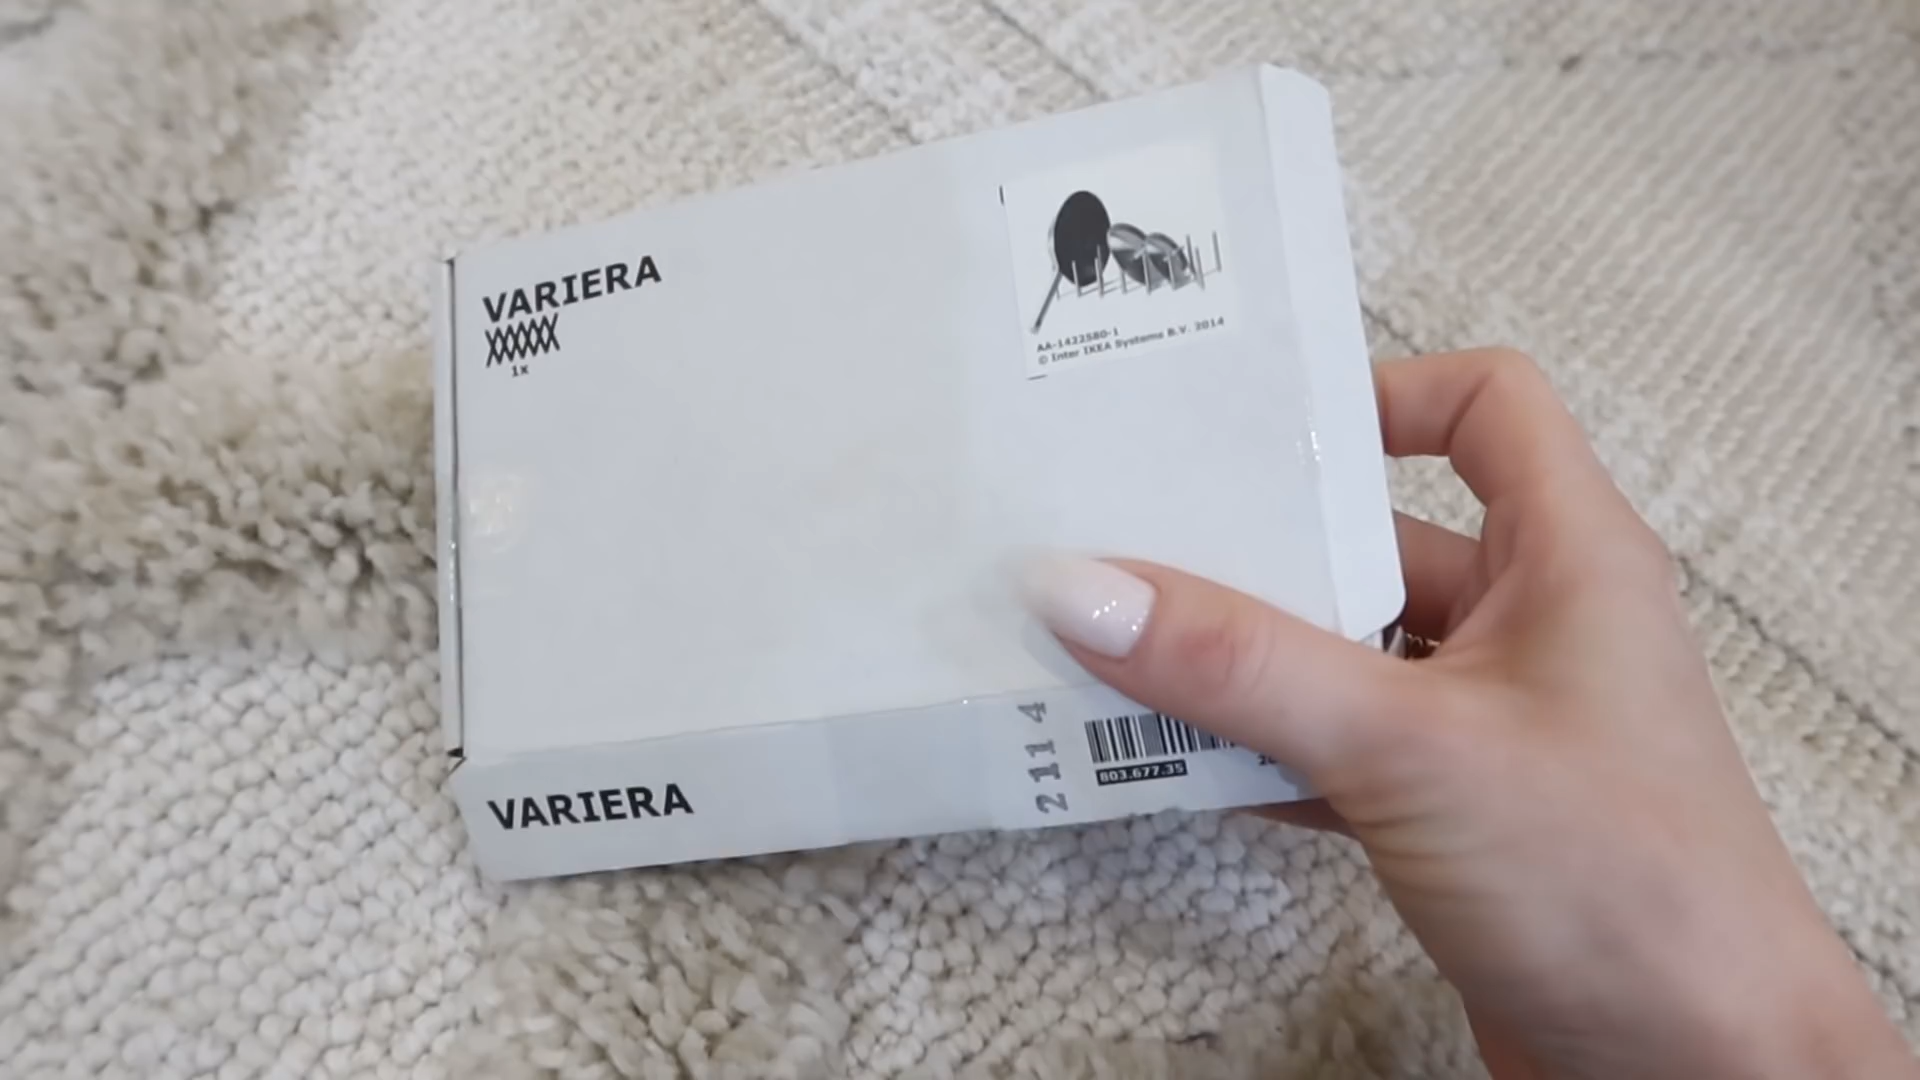 VARIERA
1x
AA-1422580-1
© Inter IKEA Systems B.V. 2014
VARIERA
2114
803.677.35